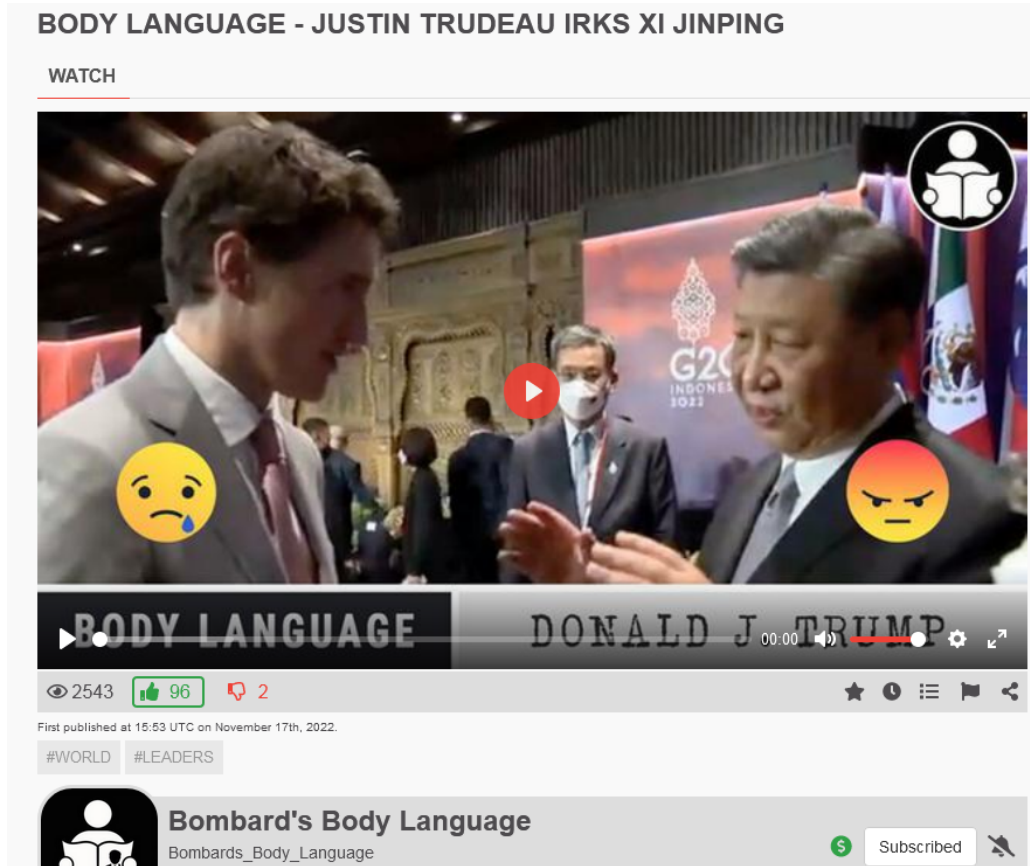 BODY LANGUAGE - JUSTIN TRUDEAU IRKS XI JINPING
WATCH
G20
INDONES
2022
BODY LANGUAGE
DONALD J. TRUMP
00:00
2543
96
2
First published at 15:53 UTC on November 17th, 2022.
#WORLD #LEADERS
Bombard's Body Language
Bombards_Body_Language
$
Subscribed